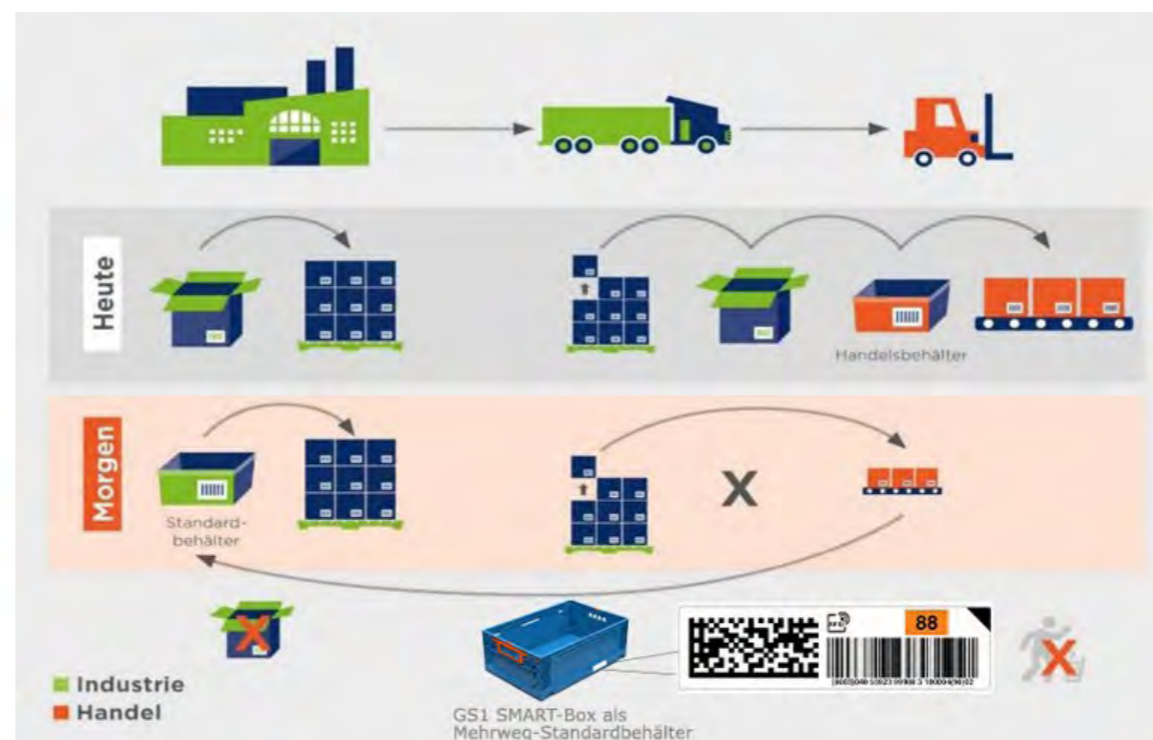 Heute
Handelsbehälter
Morgen
Standard-
behälter
88
Industrie
Handel
GS1 SMART-Box als
Mehrweg-Standardbehälter